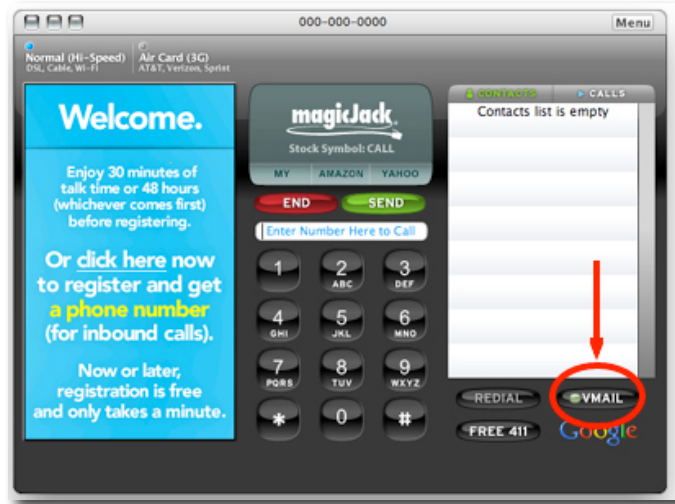 000-000-0000
Menu
Normal (Hi-Speed)
DSL, Cable, Wi-Fi
Air Card (3G)
AT&T, Verizon, Sprint
Welcome.
Enjoy 30 minutes of
talk time or 48 hours
(whichever comes first)
before registering.
Or click here now
to register and get
a phone number
(for inbound calls).
Now or later,
registration is free
and only takes a minute.
magicJack®
Stock Symbol: CALL
MY AMAZON YAHOO
END SEND
Enter Number Here to Call
1 2 ABC 3 DEF
4 GHI 5 JKL 6 MNO
7 PQRS 8 TUV 9 WXYZ
* 0 #
CONTACTS CALLS
Contacts list is empty
REDIAL VMAIL
FREE 411 Google